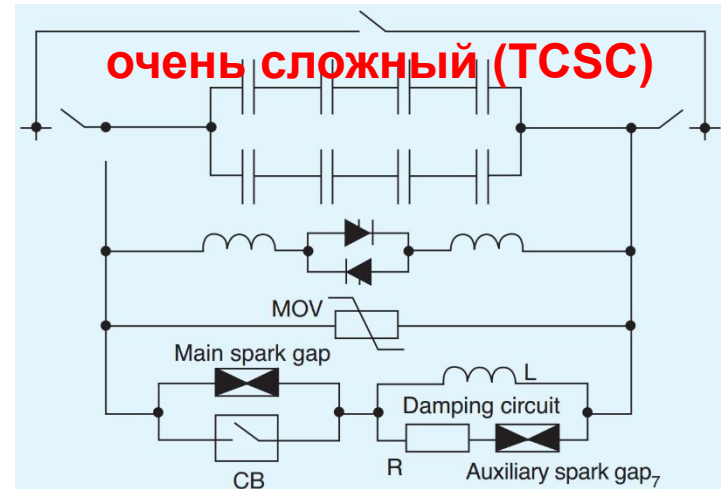 очень сложный (TCSC)
MOV
Main spark gap
L
Damping circuit
CB
R
Auxiliary spark gap7